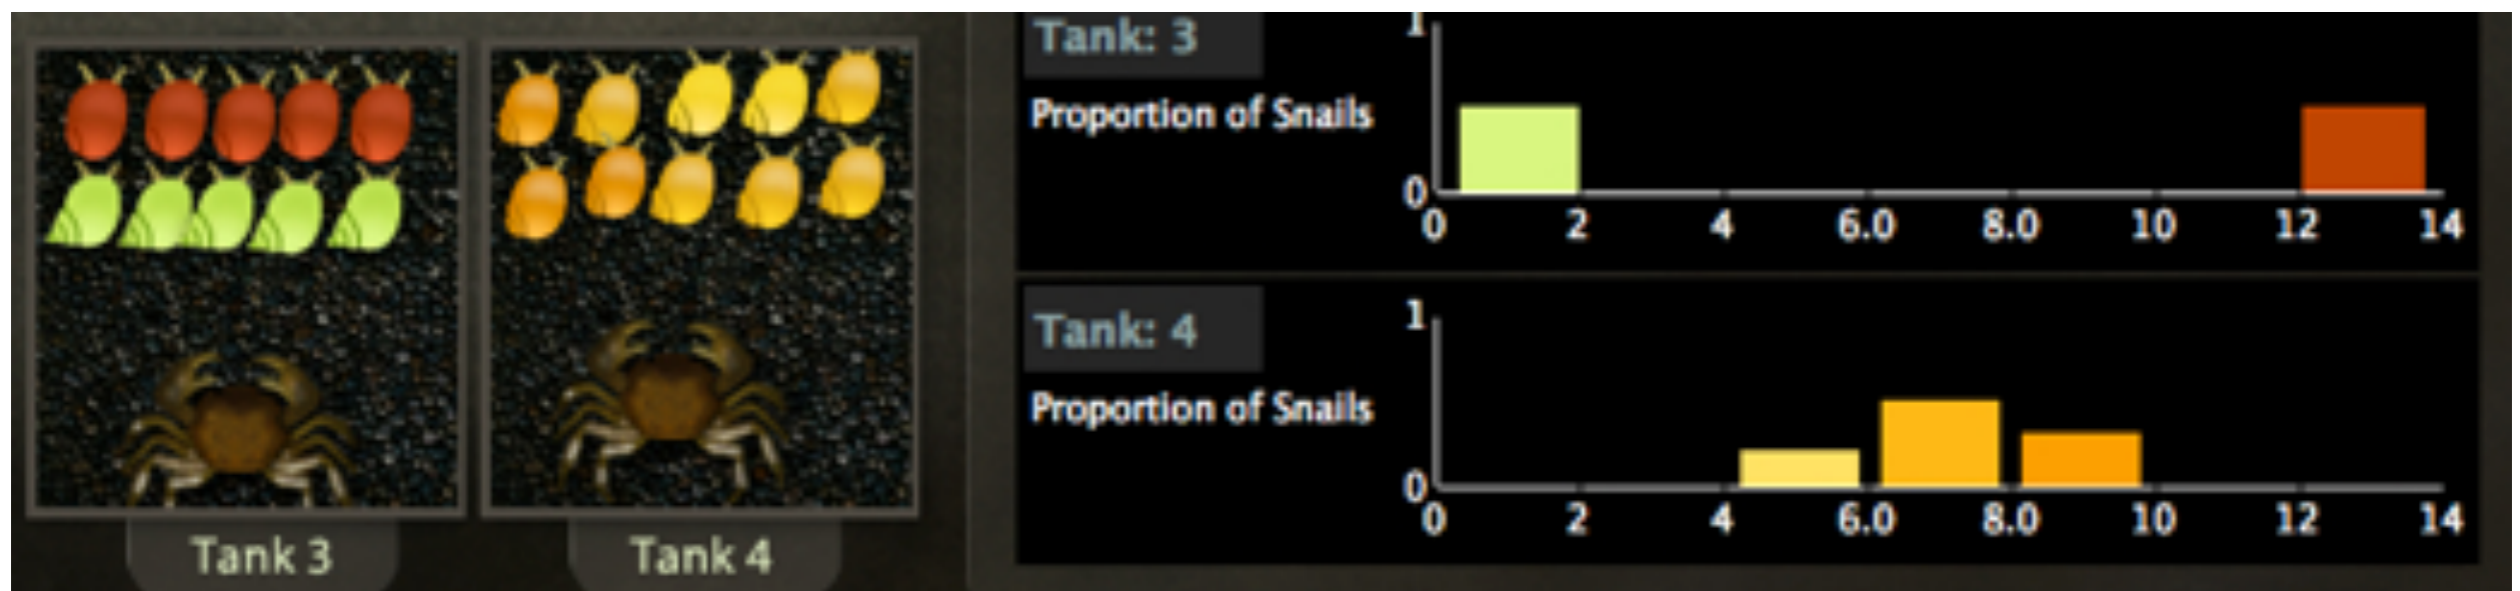 Tank 3
Tank 4
Tank: 3
Proportion of Snails
1
0
0 2 4 6.0 8.0 10 12 14
Tank: 4
Proportion of Snails
1
0
0 2 4 6.0 8.0 10 12 14